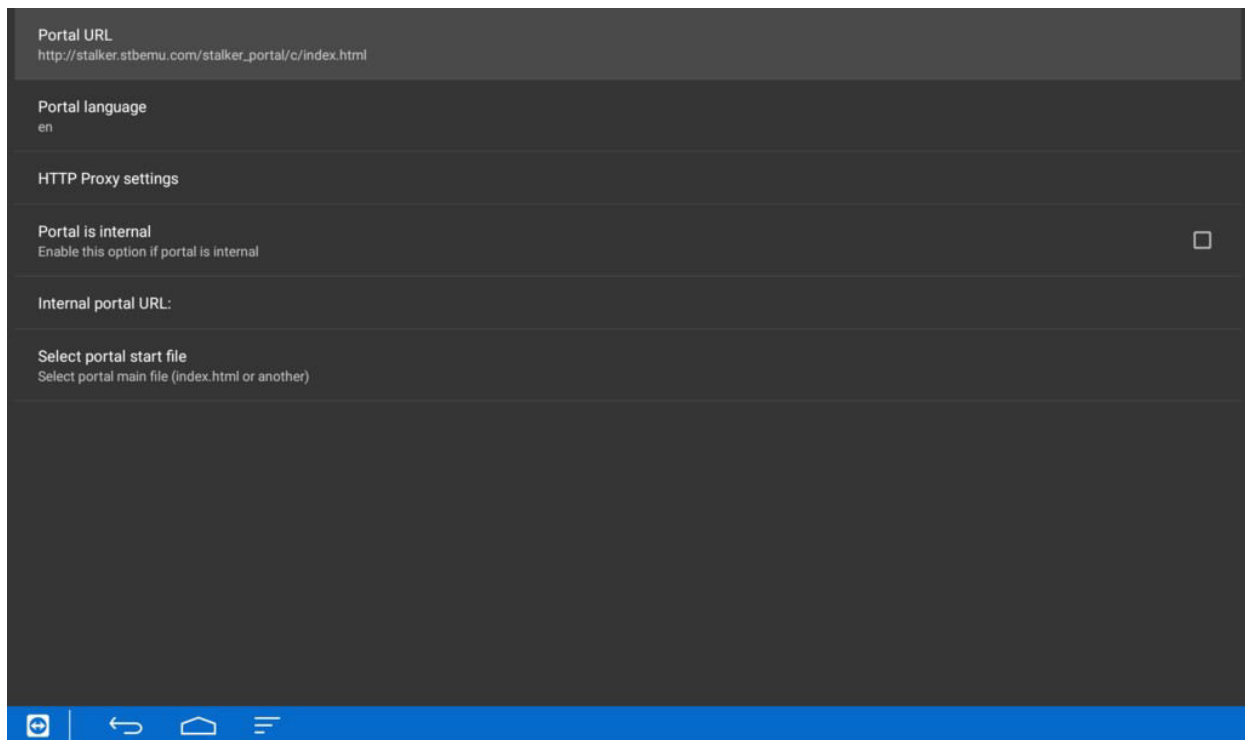 Portal URL
http://stalker.stbemu.com/stalker_portal/c/index.html
Portal language
en
HTTP Proxy settings
Portal is internal
Enable this option if portal is internal
Internal portal URL:
Select portal start file
Select portal main file (index.html or another)